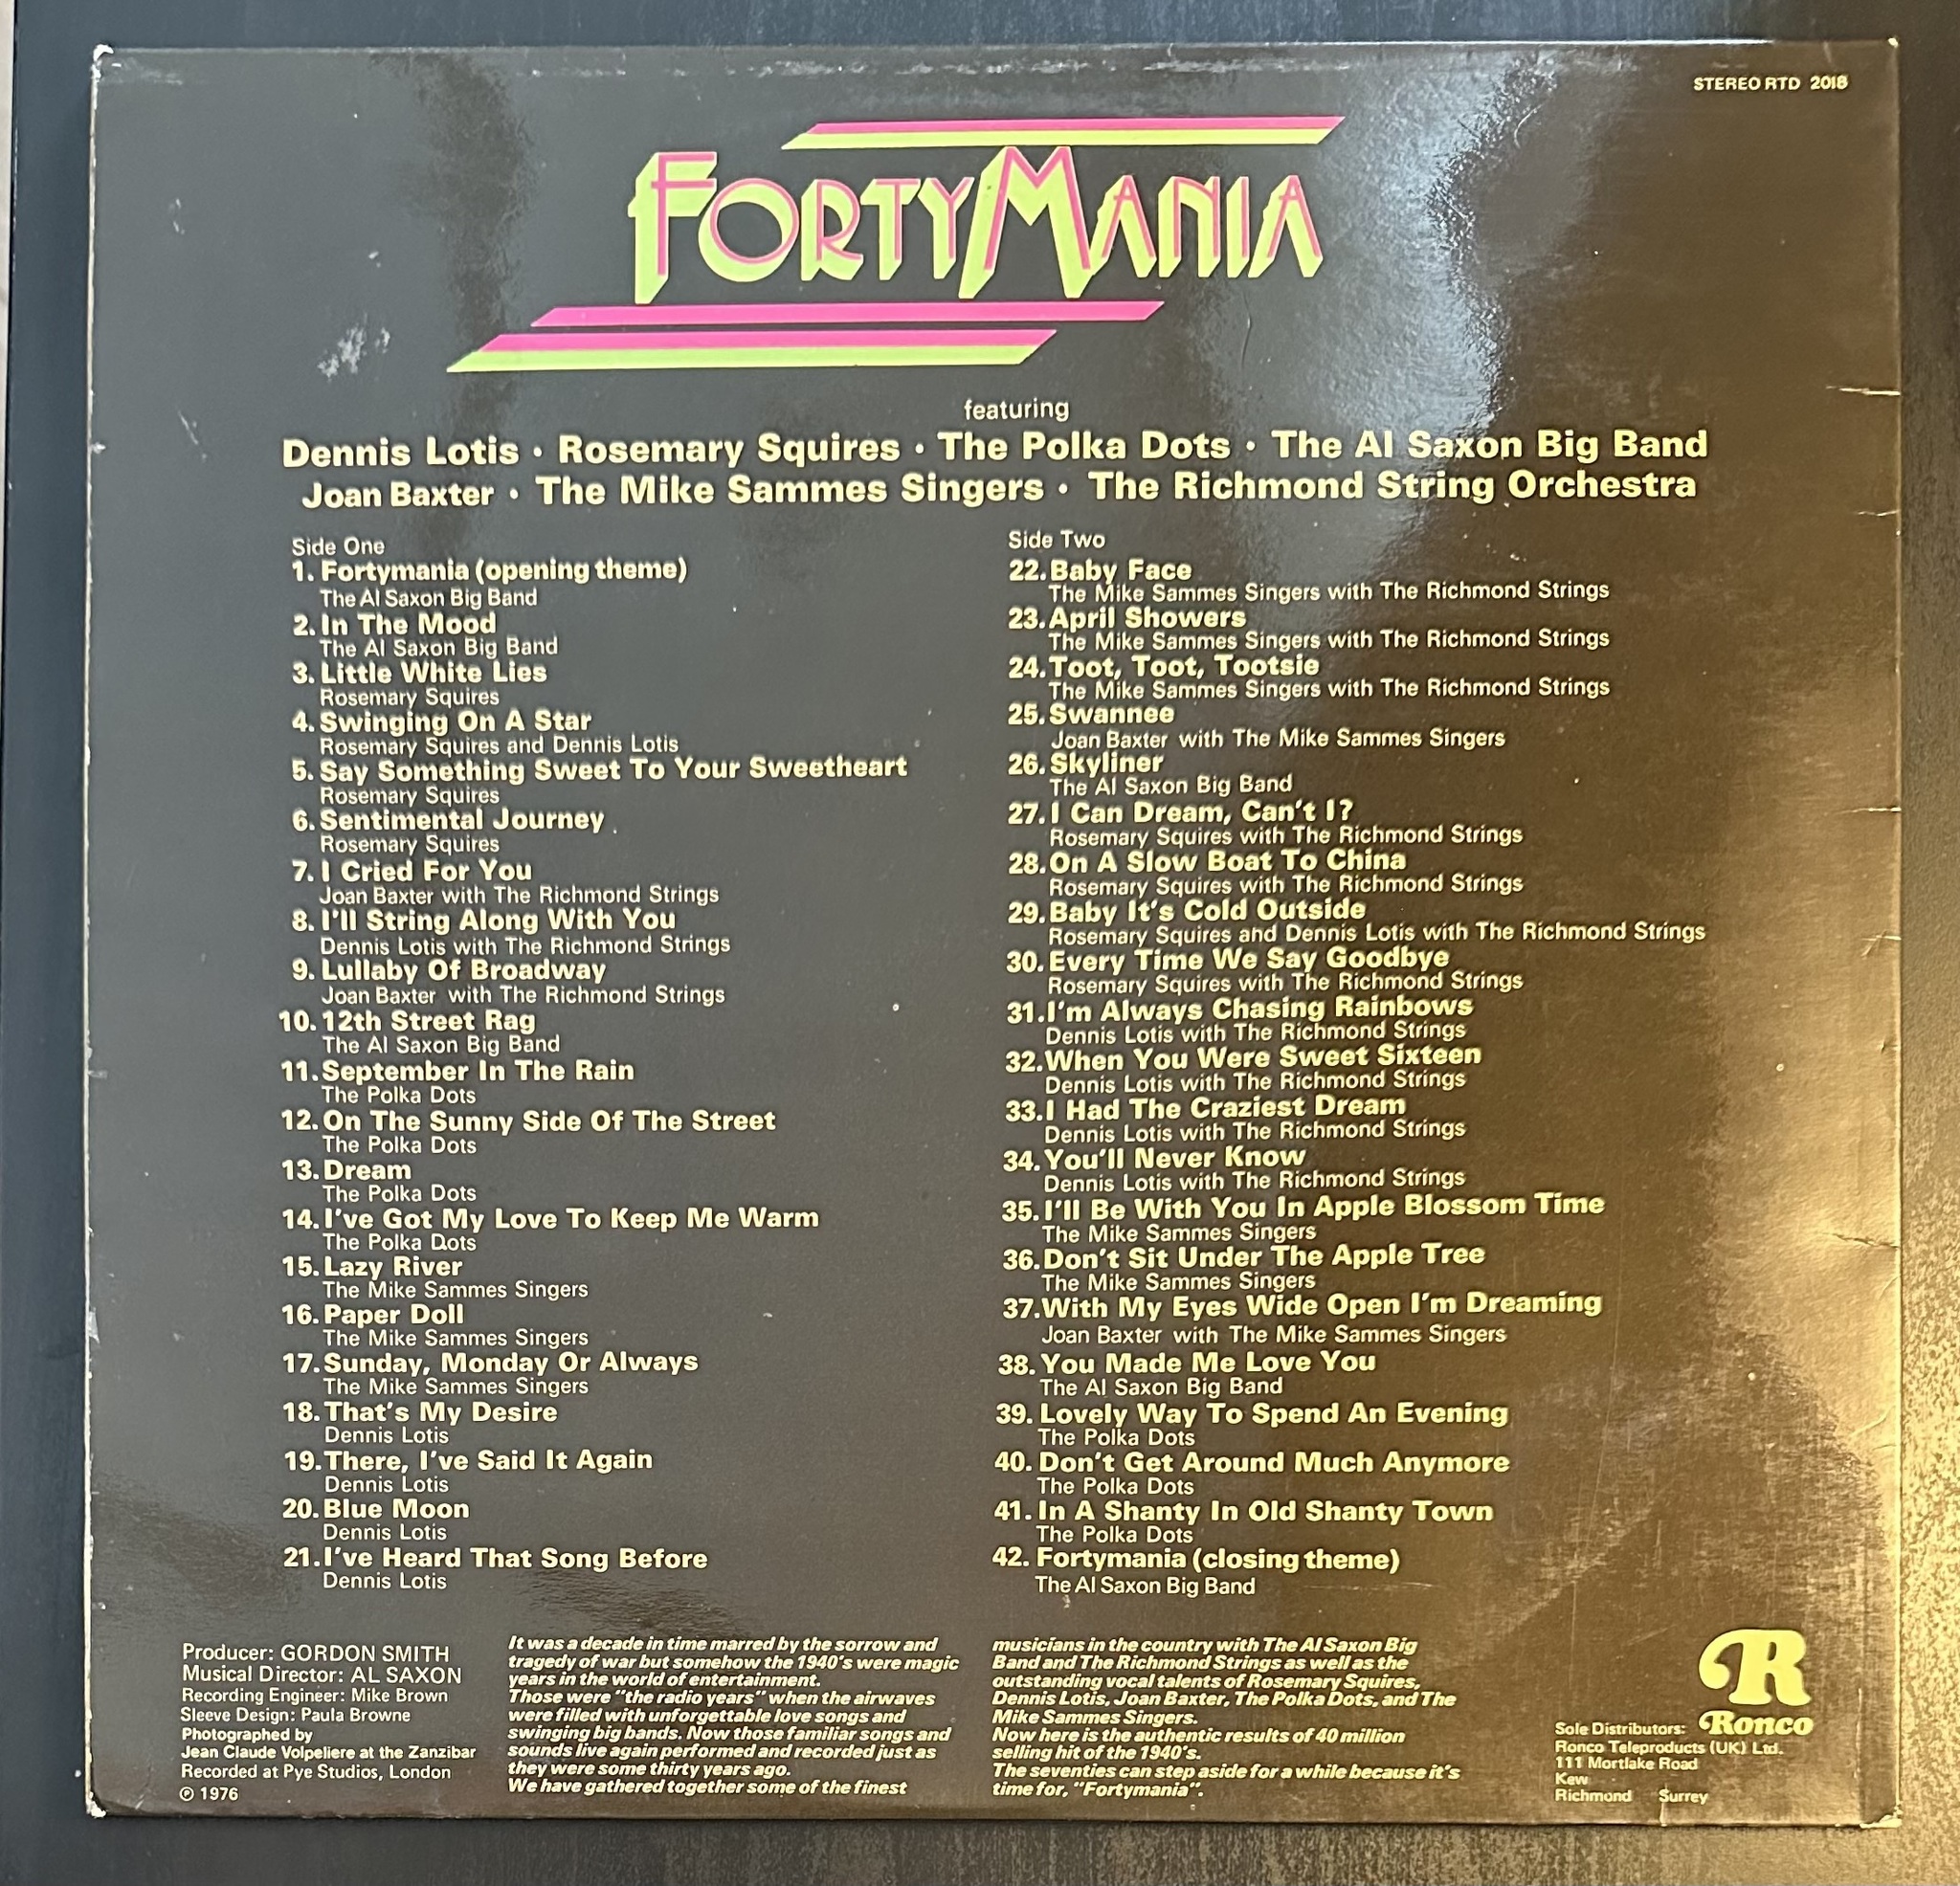 STEREO RTD 2018
FORTYMANIA
featuring
Dennis Lotis • Rosemary Squires • The Polka Dots • The Al Saxon Big Band
Joan Baxter • The Mike Sammes Singers • The Richmond String Orchestra
Side One
1. Fortymania (opening theme)
The Al Saxon Big Band
2. In The Mood
The Al Saxon Big Band
3. Little White Lies
Rosemary Squires
4. Swinging On A Star
Rosemary Squires and Dennis Lotis
5. Say Something Sweet To Your Sweetheart
Rosemary Squires
6. Sentimental Journey
Rosemary Squires
7. I Cried For You
Joan Baxter with The Richmond Strings
8. I'll String Along With You
Dennis Lotis with The Richmond Strings
9. Lullaby Of Broadway
Joan Baxter with The Richmond Strings
10. 12th Street Rag
The Al Saxon Big Band
11. September In The Rain
The Polka Dots
12. On The Sunny Side Of The Street
The Polka Dots
13. Dream
The Polka Dots
14. I've Got My Love To Keep Me Warm
The Polka Dots
15. Lazy River
The Mike Sammes Singers
16. Paper Doll
The Mike Sammes Singers
17. Sunday, Monday Or Always
The Mike Sammes Singers
18. That's My Desire
Dennis Lotis
19. There, I've Said It Again
Dennis Lotis
20. Blue Moon
Dennis Lotis
21. I've Heard That Song Before
Dennis Lotis
Side Two
22. Baby Face
The Mike Sammes Singers with The Richmond Strings
23. April Showers
The Mike Sammes Singers with The Richmond Strings
24. Toot, Toot, Tootsie
The Mike Sammes Singers with The Richmond Strings
25. Swannee
Joan Baxter with The Mike Sammes Singers
26. Skyliner
The Al Saxon Big Band
27. I Can Dream, Can't I?
Rosemary Squires with The Richmond Strings
28. On A Slow Boat To China
Rosemary Squires with The Richmond Strings
29. Baby It's Cold Outside
Rosemary Squires and Dennis Lotis with The Richmond Strings
30. Every Time We Say Goodbye
Rosemary Squires with The Richmond Strings
31. I'm Always Chasing Rainbows
Dennis Lotis with The Richmond Strings
32. When You Were Sweet Sixteen
Dennis Lotis with The Richmond Strings
33. I Had The Craziest Dream
Dennis Lotis with The Richmond Strings
34. You'll Never Know
Dennis Lotis with The Richmond Strings
35. I'll Be With You In Apple Blossom Time
The Mike Sammes Singers
36. Don't Sit Under The Apple Tree
The Mike Sammes Singers
37. With My Eyes Wide Open I'm Dreaming
Joan Baxter with The Mike Sammes Singers
38. You Made Me Love You
The Al Saxon Big Band
39. Lovely Way To Spend An Evening
The Polka Dots
40. Don't Get Around Much Anymore
The Polka Dots
41. In A Shanty In Old Shanty Town
The Polka Dots
42. Fortymania (closing theme)
The Al Saxon Big Band
Producer: GORDON SMITH
Musical Director: AL SAXON
Recording Engineer: Mike Brown
Sleeve Design: Paula Browne
Photographed by
Jean Claude Volpeliere at the Zanzibar
Recorded at Pye Studios, London
℗ 1976
It was a decade in time marred by the sorrow and
tragedy of war but somehow the 1940's were magic
years in the world of entertainment.
Those were "the radio years" when the airwaves
were filled with unforgettable love songs and
swinging big bands. Now those familiar songs and
sounds live again performed and recorded just as
they were some thirty years ago.
We have gathered together some of the finest
musicians in the country with The Al Saxon Big
Band and The Richmond Strings as well as the
outstanding vocal talents of Rosemary Squires,
Dennis Lotis, Joan Baxter, The Polka Dots, and The
Mike Sammes Singers.
Now here is the authentic results of 40 million
selling hit of the 1940's.
The seventies can step aside for a while because it's
time for, "Fortymania".
R
Ronco
Sole Distributors:
Ronco Teleproducts (UK) Ltd.
111 Mortlake Road
Kew
Richmond Surrey